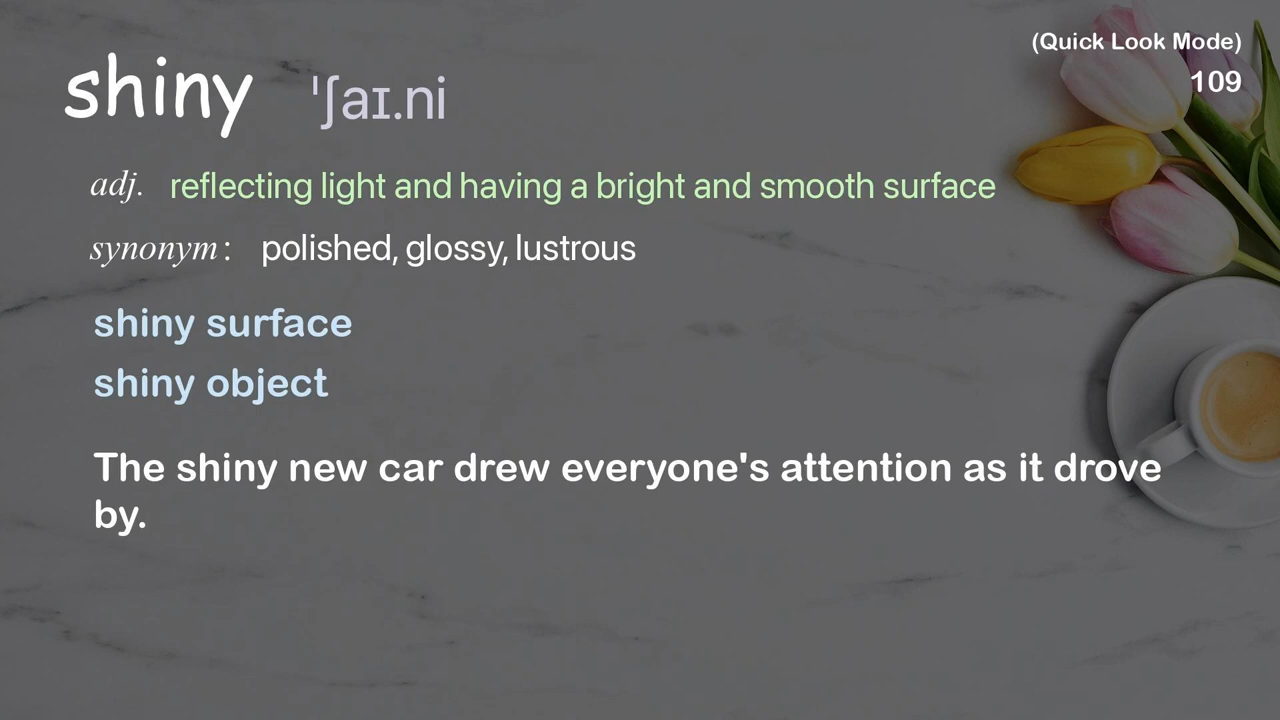 (Quick Look Mode)
109
shiny ˈʃaɪ.ni
adj. reflecting light and having a bright and smooth surface
synonym: polished, glossy, lustrous
shiny surface
shiny object
The shiny new car drew everyone's attention as it drove
by.